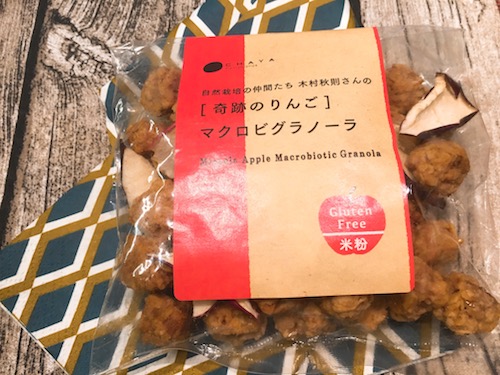 CHAYA
自然栽培の仲間たち 木村秋則さんの
[奇跡のりんご]
マクロビグラノーラ
Miracle Apple Macrobiotic Granola
Gluten
Free
米粉